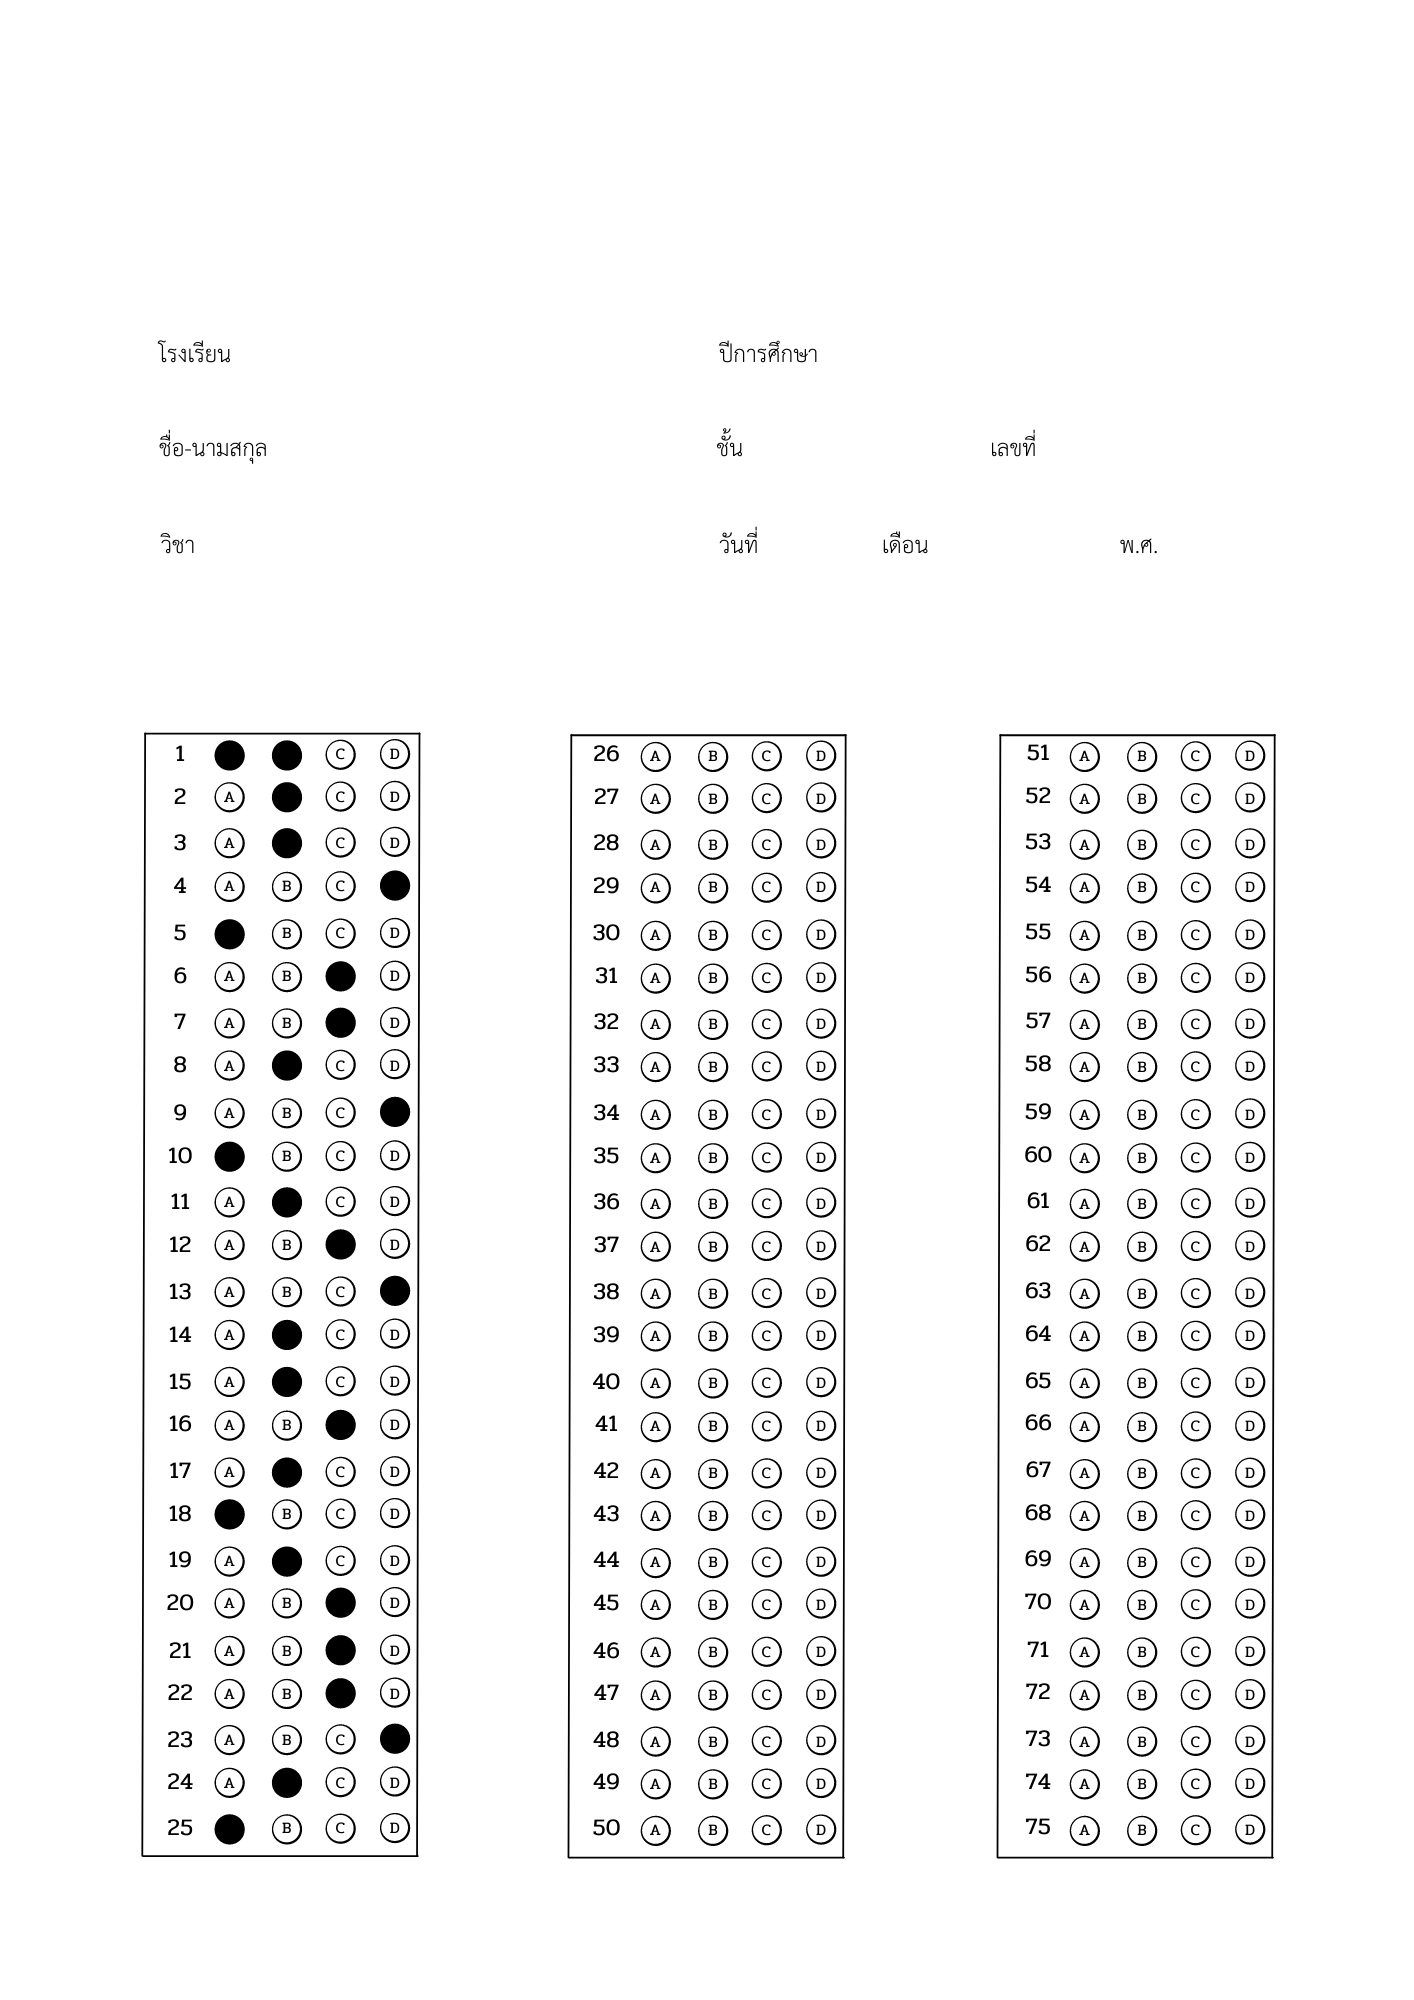 โรงเรียน ปีการศึกษา
ชื่อ-นามสกุล ชั้น เลขที่
วิชา วันที่ เดือน พ.ศ.
1 C D
2 A C D
3 A C D
4 A B C
5 B C D
6 A B D
7 A B D
8 A C D
9 A B C
10 B C D
11 A C D
12 A B D
13 A B C
14 A C D
15 A C D
16 A B D
17 A C D
18 B C D
19 A C D
20 A B D
21 A B D
22 A B D
23 A B C
24 A C D
25 B C D
26 A B C D
27 A B C D
28 A B C D
29 A B C D
30 A B C D
31 A B C D
32 A B C D
33 A B C D
34 A B C D
35 A B C D
36 A B C D
37 A B C D
38 A B C D
39 A B C D
40 A B C D
41 A B C D
42 A B C D
43 A B C D
44 A B C D
45 A B C D
46 A B C D
47 A B C D
48 A B C D
49 A B C D
50 A B C D
51 A B C D
52 A B C D
53 A B C D
54 A B C D
55 A B C D
56 A B C D
57 A B C D
58 A B C D
59 A B C D
60 A B C D
61 A B C D
62 A B C D
63 A B C D
64 A B C D
65 A B C D
66 A B C D
67 A B C D
68 A B C D
69 A B C D
70 A B C D
71 A B C D
72 A B C D
73 A B C D
74 A B C D
75 A B C D